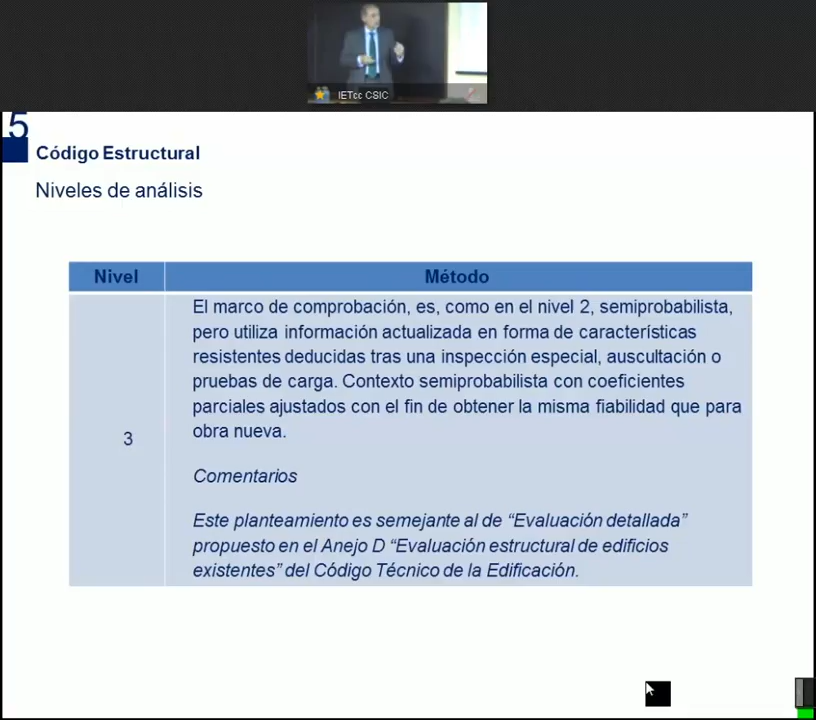 IETcc CSIC
5
Código Estructural
Niveles de análisis
Nivel
Método
El marco de comprobación, es, como en el nivel 2, semiprobabilista,
pero utiliza información actualizada en forma de características
resistentes deducidas tras una inspección especial, auscultación o
pruebas de carga. Contexto semiprobabilista con coeficientes
parciales ajustados con el fin de obtener la misma fiabilidad que para
obra nueva.
3
Comentarios
Este planteamiento es semejante al de “Evaluación detallada”
propuesto en el Anejo D “Evaluación estructural de edificios
existentes” del Código Técnico de la Edificación.